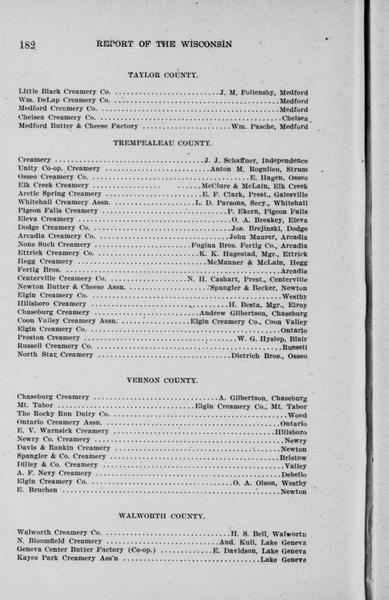 182 REPORT OF THE WISCONSIN
TAYLOR COUNTY.
Little Black Creamery Co. J. M. Follensby, Medford
Wm. DeLap Creamery Co. Medford
Medford Creamery Co. Medford
Chelsea Creamery Co. Chelsea
Medford Butter & Cheese Factory Wm. Pasche, Medford
TREMPEALEAU COUNTY.
Creamery J. J. Schaffner, Independence
Unity Co-op. Creamery Anton M. Rognlieu, Strum
Osseo Creamery Co. E. Hagen, Osseo
Elk Creek Creamery McClure & McLain, Elk Creek
Arctic Spring Creamery E. F. Clark, Prest., Galesville
Whitehall Creamery Assn. L. D. Parsons, Secy., Whitehall
Pigeon Falls Creamery P. Ekern, Pigeon Falls
Eleva Creamery O. A. Breakey, Eleva
Dodge Creamery Co. Jos. Brejinski, Dodge
Arcadia Creamery Co. John Maurer, Arcadia
None Such Creamery Fugina Bros. Fertig Co., Arcadia
Ettrick Creamery Co. K. K. Hagestad, Mgr., Ettrick
Hegg Creamery McManner & McLain, Hegg
Fertig Bros. Arcadia
Centerville Creamery Co. N. H. Cashart, Prest., Centerville
Newton Butter & Cheese Assn. Spangler & Becker, Newton
Elgin Creamery Co. Westby
Hillsboro Creamery H. Besta, Mgr., Elroy
Chaseburg Creamery Andrew Gilbertson, Chaseburg
Coon Valley Creamery Assn. Elgin Creamery Co., Coon Valley
Elgin Creamery Co. Ontario
Preston Creamery W. G. Hyslop, Blair
Russell Creamery Co. Russell
North Star Creamery Dietrich Bros., Osseo
VERNON COUNTY.
Chaseburg Creamery A. Gilbertson, Chaseburg
Mt. Tabor Elgin Creamery Co., Mt. Tabor
The Rocky Run Dairy Co. Wood
Ontario Creamery Assn. Ontario
E. V. Warnsick Creamery Hillsboro
Newry Co. Creamery Newry
Davis & Rankin Creamery Newton
Spangler & Co. Creamery Bristow
Dilley & Co. Creamery Valley
A. F. Nevy Creamery Debello
Elgin Creamery Co. O. A. Olson, Westby
E. Bruchen Newton
WALWORTH COUNTY.
Walworth Creamery Co. H. S. Bell, Walworth
N. Bloomfield Creamery And. Kull, Lake Geneva
Geneva Center Butter Factory (Co-op.) E. Davidson, Lake Geneva
Kayes Park Creamery Ass'n Lake Geneva